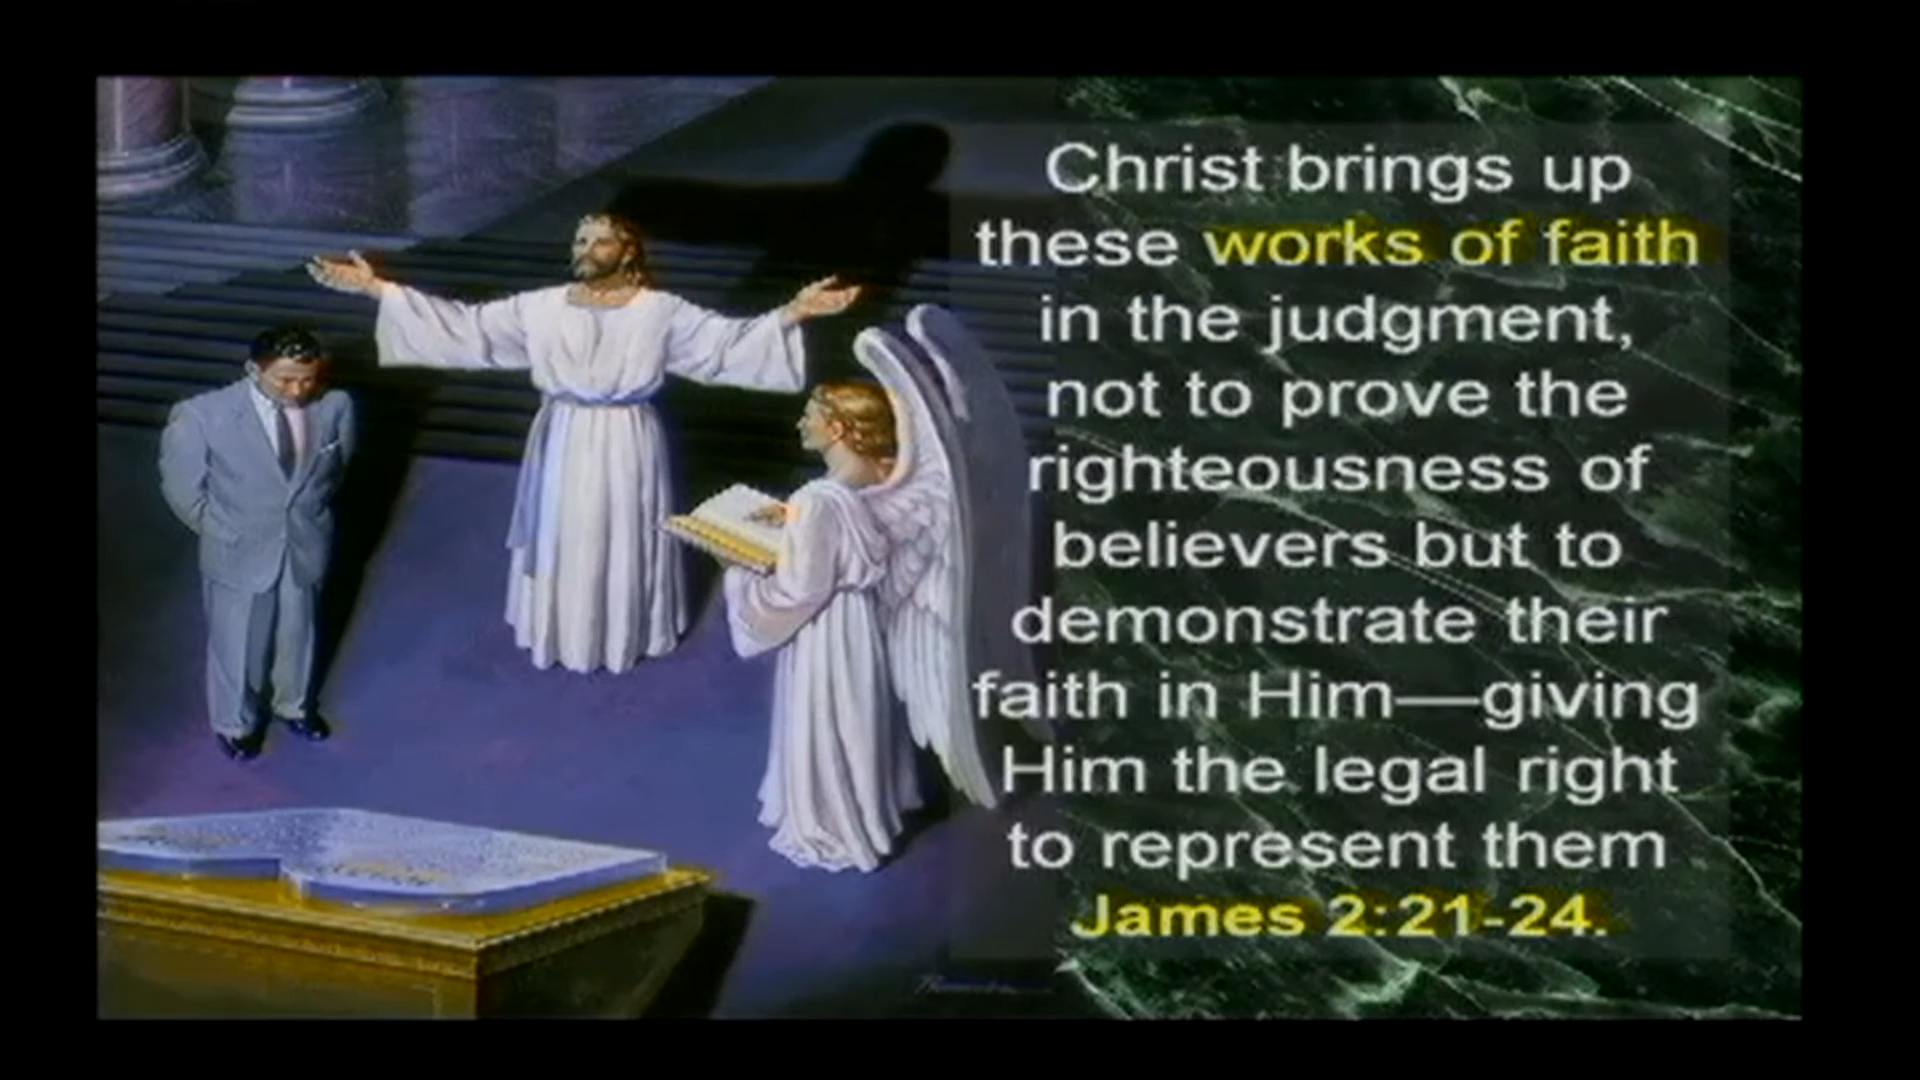 Christ brings up
these works of faith
in the judgment,
not to prove the
righteousness of
believers but to
demonstrate their
faith in Him—giving
Him the legal right
to represent them
James 2:21-24.